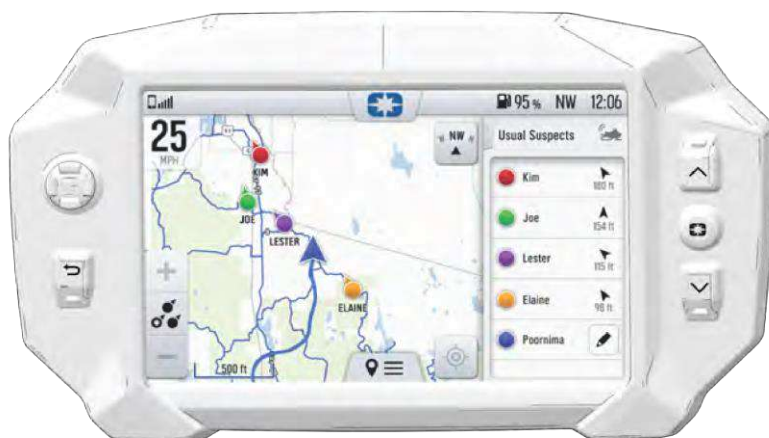 95 % NW 12:06
25
MPH
NW
Usual Suspects
KIM
Kim
180 ft
JOE
Joe
154 ft
LESTER
Lester
115 ft
ELAINE
Elaine
98 ft
Poornima
500 ft